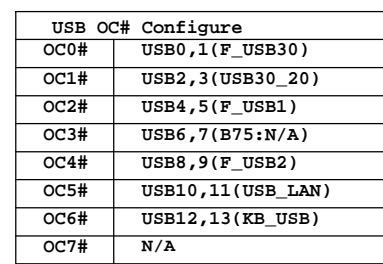 USB OC# Configure
OC0# USB0,1(F_USB30)
OC1# USB2,3(USB30_20)
OC2# USB4,5(F_USB1)
OC3# USB6,7(B75:N/A)
OC4# USB8,9(F_USB2)
OC5# USB10,11(USB_LAN)
OC6# USB12,13(KB_USB)
OC7# N/A